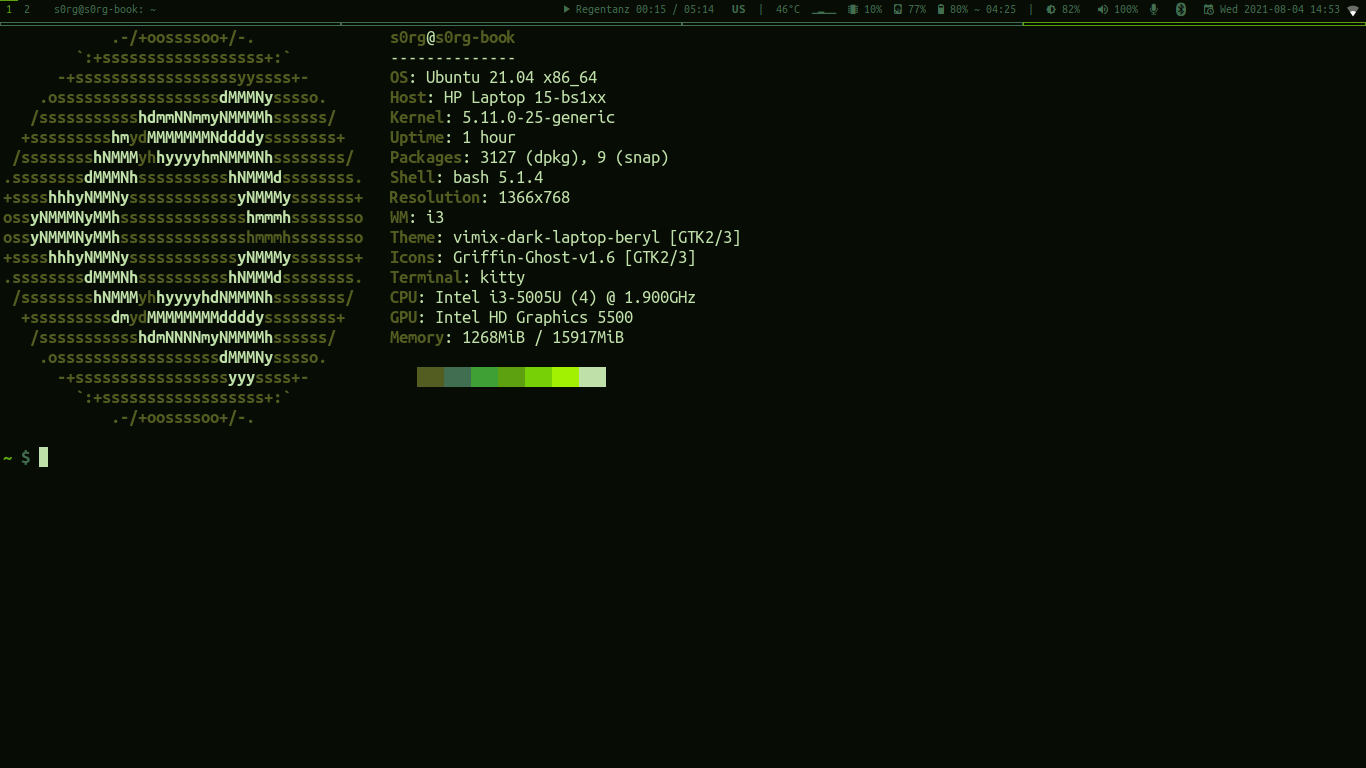 1 2 s0rg@s0rg-book: ~ Regentanz 00:15 / 05:14 US | 46°C 10% 77% 80% ~ 04:25 | 82% 100% Wed 2021-08-04 14:53
.-/+oossssoo+/-. s0rg@s0rg-book
`:+ssssssssssssssssss+:` --------------
-+ssssssssssssssssssyyssss+- OS: Ubuntu 21.04 x86_64
.ossssssssssssssssssdMMMNysssso. Host: HP Laptop 15-bs1xx
/ssssssssssshdmmNNmmyNMMMMhssssss/ Kernel: 5.11.0-25-generic
+ssssssssshmydMMMMMMMNddddyssssssss+ Uptime: 1 hour
/sssssssshNMMMyhhyyyyhmNMMMNhssssssss/ Packages: 3127 (dpkg), 9 (snap)
.ssssssssdMMMNhsssssssssshNMMMdssssssss. Shell: bash 5.1.4
+sssshhhyNMMNyssssssssssssyNMMMysssssss+ Resolution: 1366x768
ossyNMMMNyMMhsssssssssssssshmmmhssssssso WM: i3
ossyNMMMNyMMhsssssssssssssshmmmhssssssso Theme: vimix-dark-laptop-beryl [GTK2/3]
+sssshhhyNMMNyssssssssssssyNMMMysssssss+ Icons: Griffin-Ghost-v1.6 [GTK2/3]
.ssssssssdMMMNhsssssssssshNMMMdssssssss. Terminal: kitty
/sssssssshNMMMyhhyyyyhdNMMMNhssssssss/ CPU: Intel i3-5005U (4) @ 1.900GHz
+sssssssssdmydMMMMMMMMddddyssssssss+ GPU: Intel HD Graphics 5500
/ssssssssssshdmNNNNmyNMMMMhssssss/ Memory: 1268MiB / 15917MiB
.ossssssssssssssssssdMMMNysssso.
-+sssssssssssssssssyyyssss+-
`:+ssssssssssssssssss+:`
.-/+oossssoo+/-.
~ $